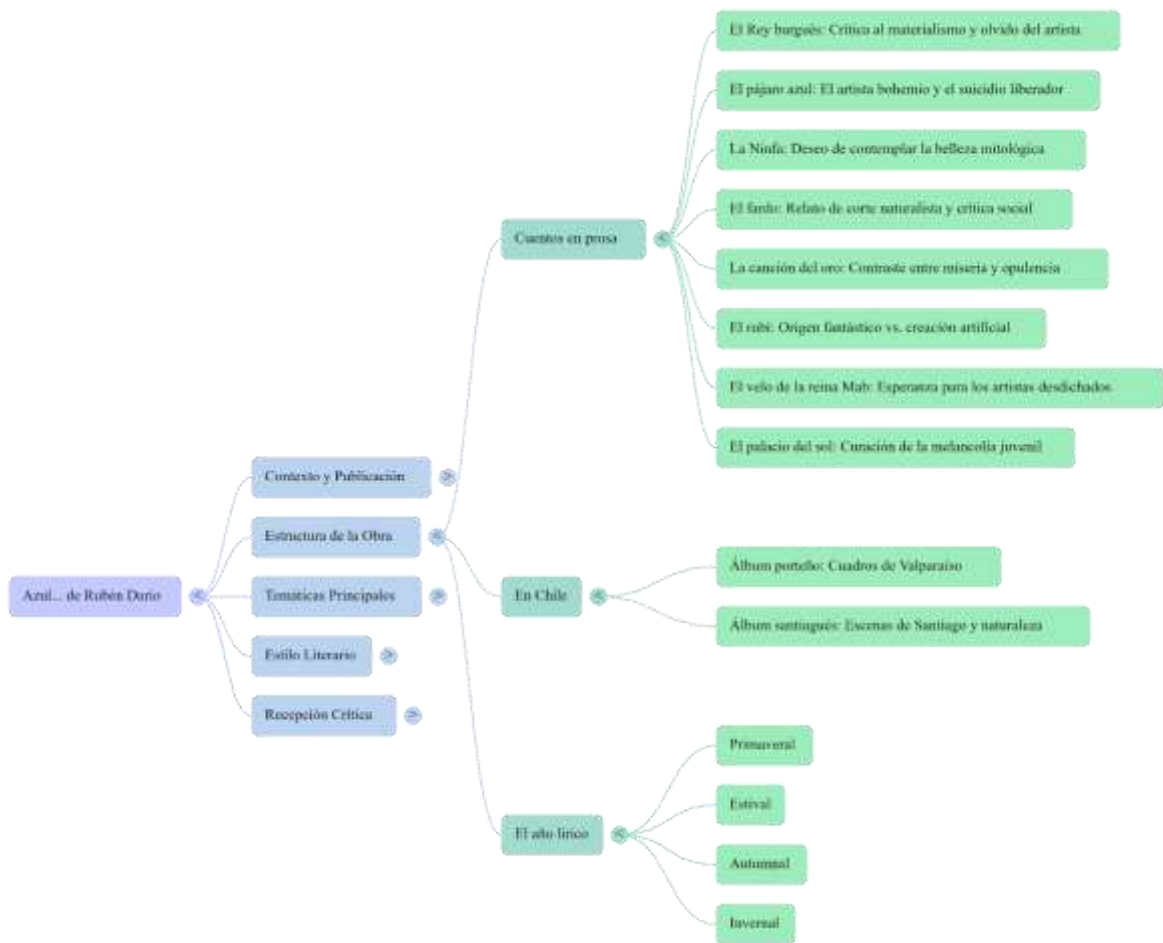 Azul... de Rubén Darío
Contexto y Publicación
Estructura de la Obra
Temáticas Principales
Estilo Literario
Recepción Crítica
Cuentos en prosa
El Rey burgués: Crítica al materialismo y olvido del artista
El pájaro azul: El artista bohemio y el suicidio liberador
La Ninfa: Deseo de contemplar la belleza mitológica
El fardo: Relato de corte naturalista y crítica social
La canción del oro: Contraste entre miseria y opulencia
El rubí: Origen fantástico vs. creación artificial
El velo de la reina Mab: Esperanza para los artistas desdichados
El palacio del sol: Curación de la melancolía juvenil
En Chile
Álbum porteño: Cuadros de Valparaíso
Álbum santiagués: Escenas de Santiago y naturaleza
El año lírico
Primaveral
Estival
Autumnal
Invernal